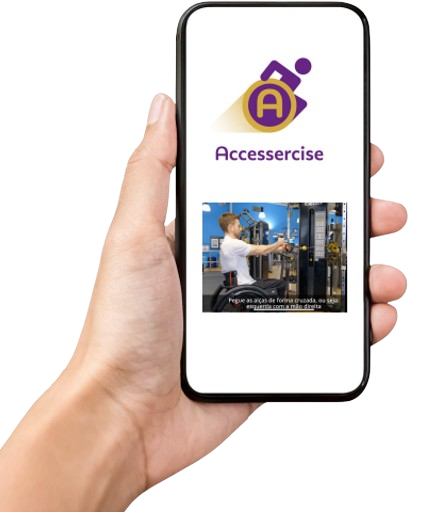 A
Accessercise
Pegue as alças de forma cruzada, ou seja
esquerda com a mão direita